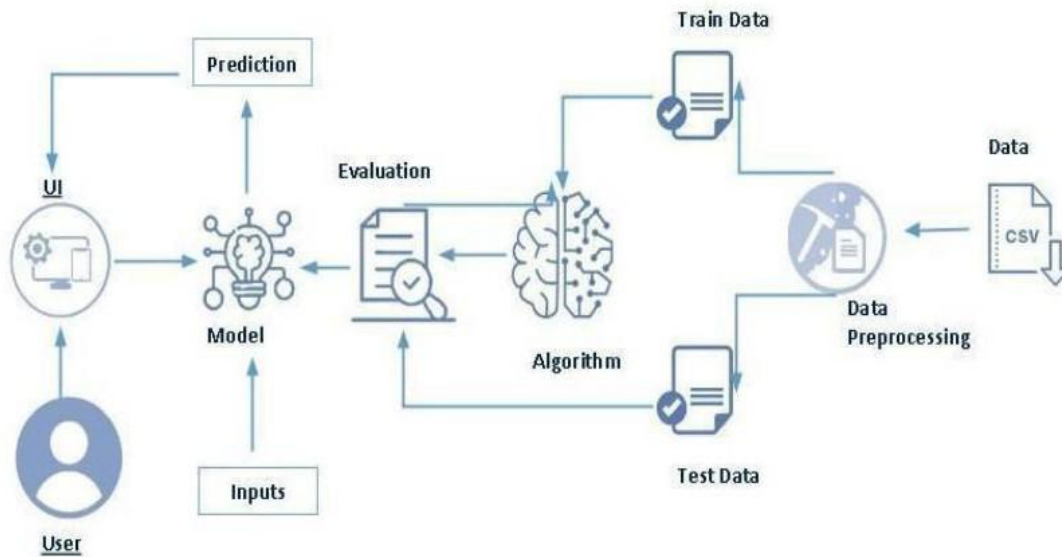 Train Data
Prediction
Data
Evaluation
UI
CSV
Model
Data
Preprocessing
Algorithm
Test Data
Inputs
User